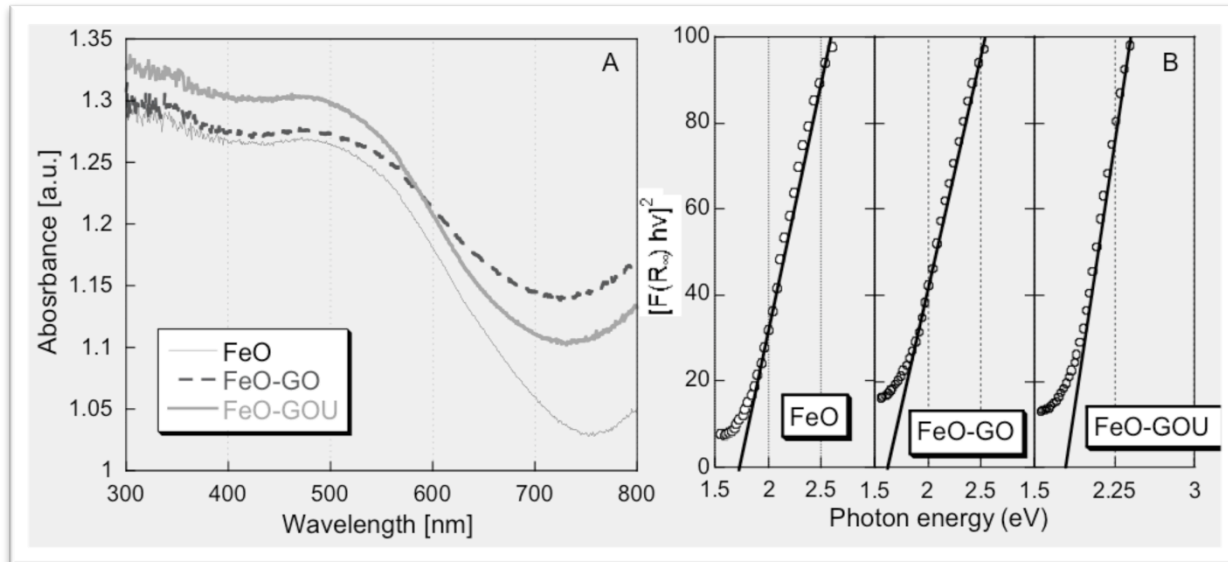 A
1.35
1.3
1.25
1.2
1.15
1.1
1.05
1
Abosrbance [a.u.]
FeO
FeO-GO
FeO-GOU
300 400 500 600 700 800
Wavelength [nm]
B
100
80
60
40
20
0
[F(R∞) hν]²
FeO
FeO-GO
FeO-GOU
1.5 2 2.5 1.5 2 2.5 1.5 2.25 3
Photon energy (eV)